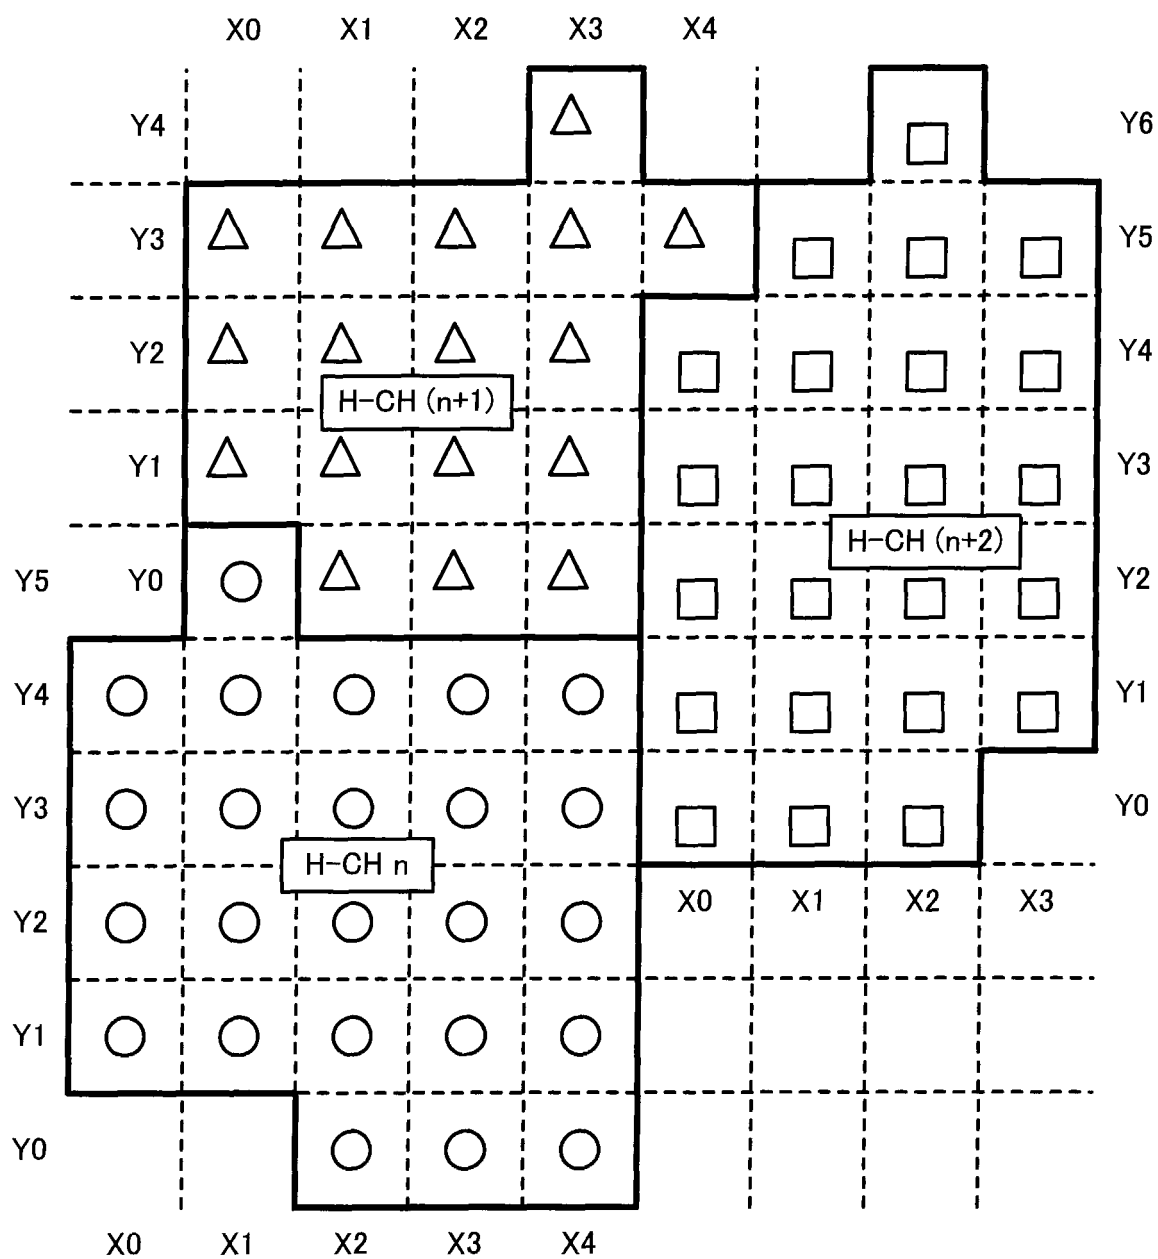 X0 X1 X2 X3 X4
Y4 Y6
Y3 Y5
Y2 Y4
H-CH (n+1)
Y1 Y3
H-CH (n+2)
Y5 Y0 Y2
Y4 Y1
Y3 Y0
H-CH n
X0 X1 X2 X3
Y2
Y1
Y0
X0 X1 X2 X3 X4